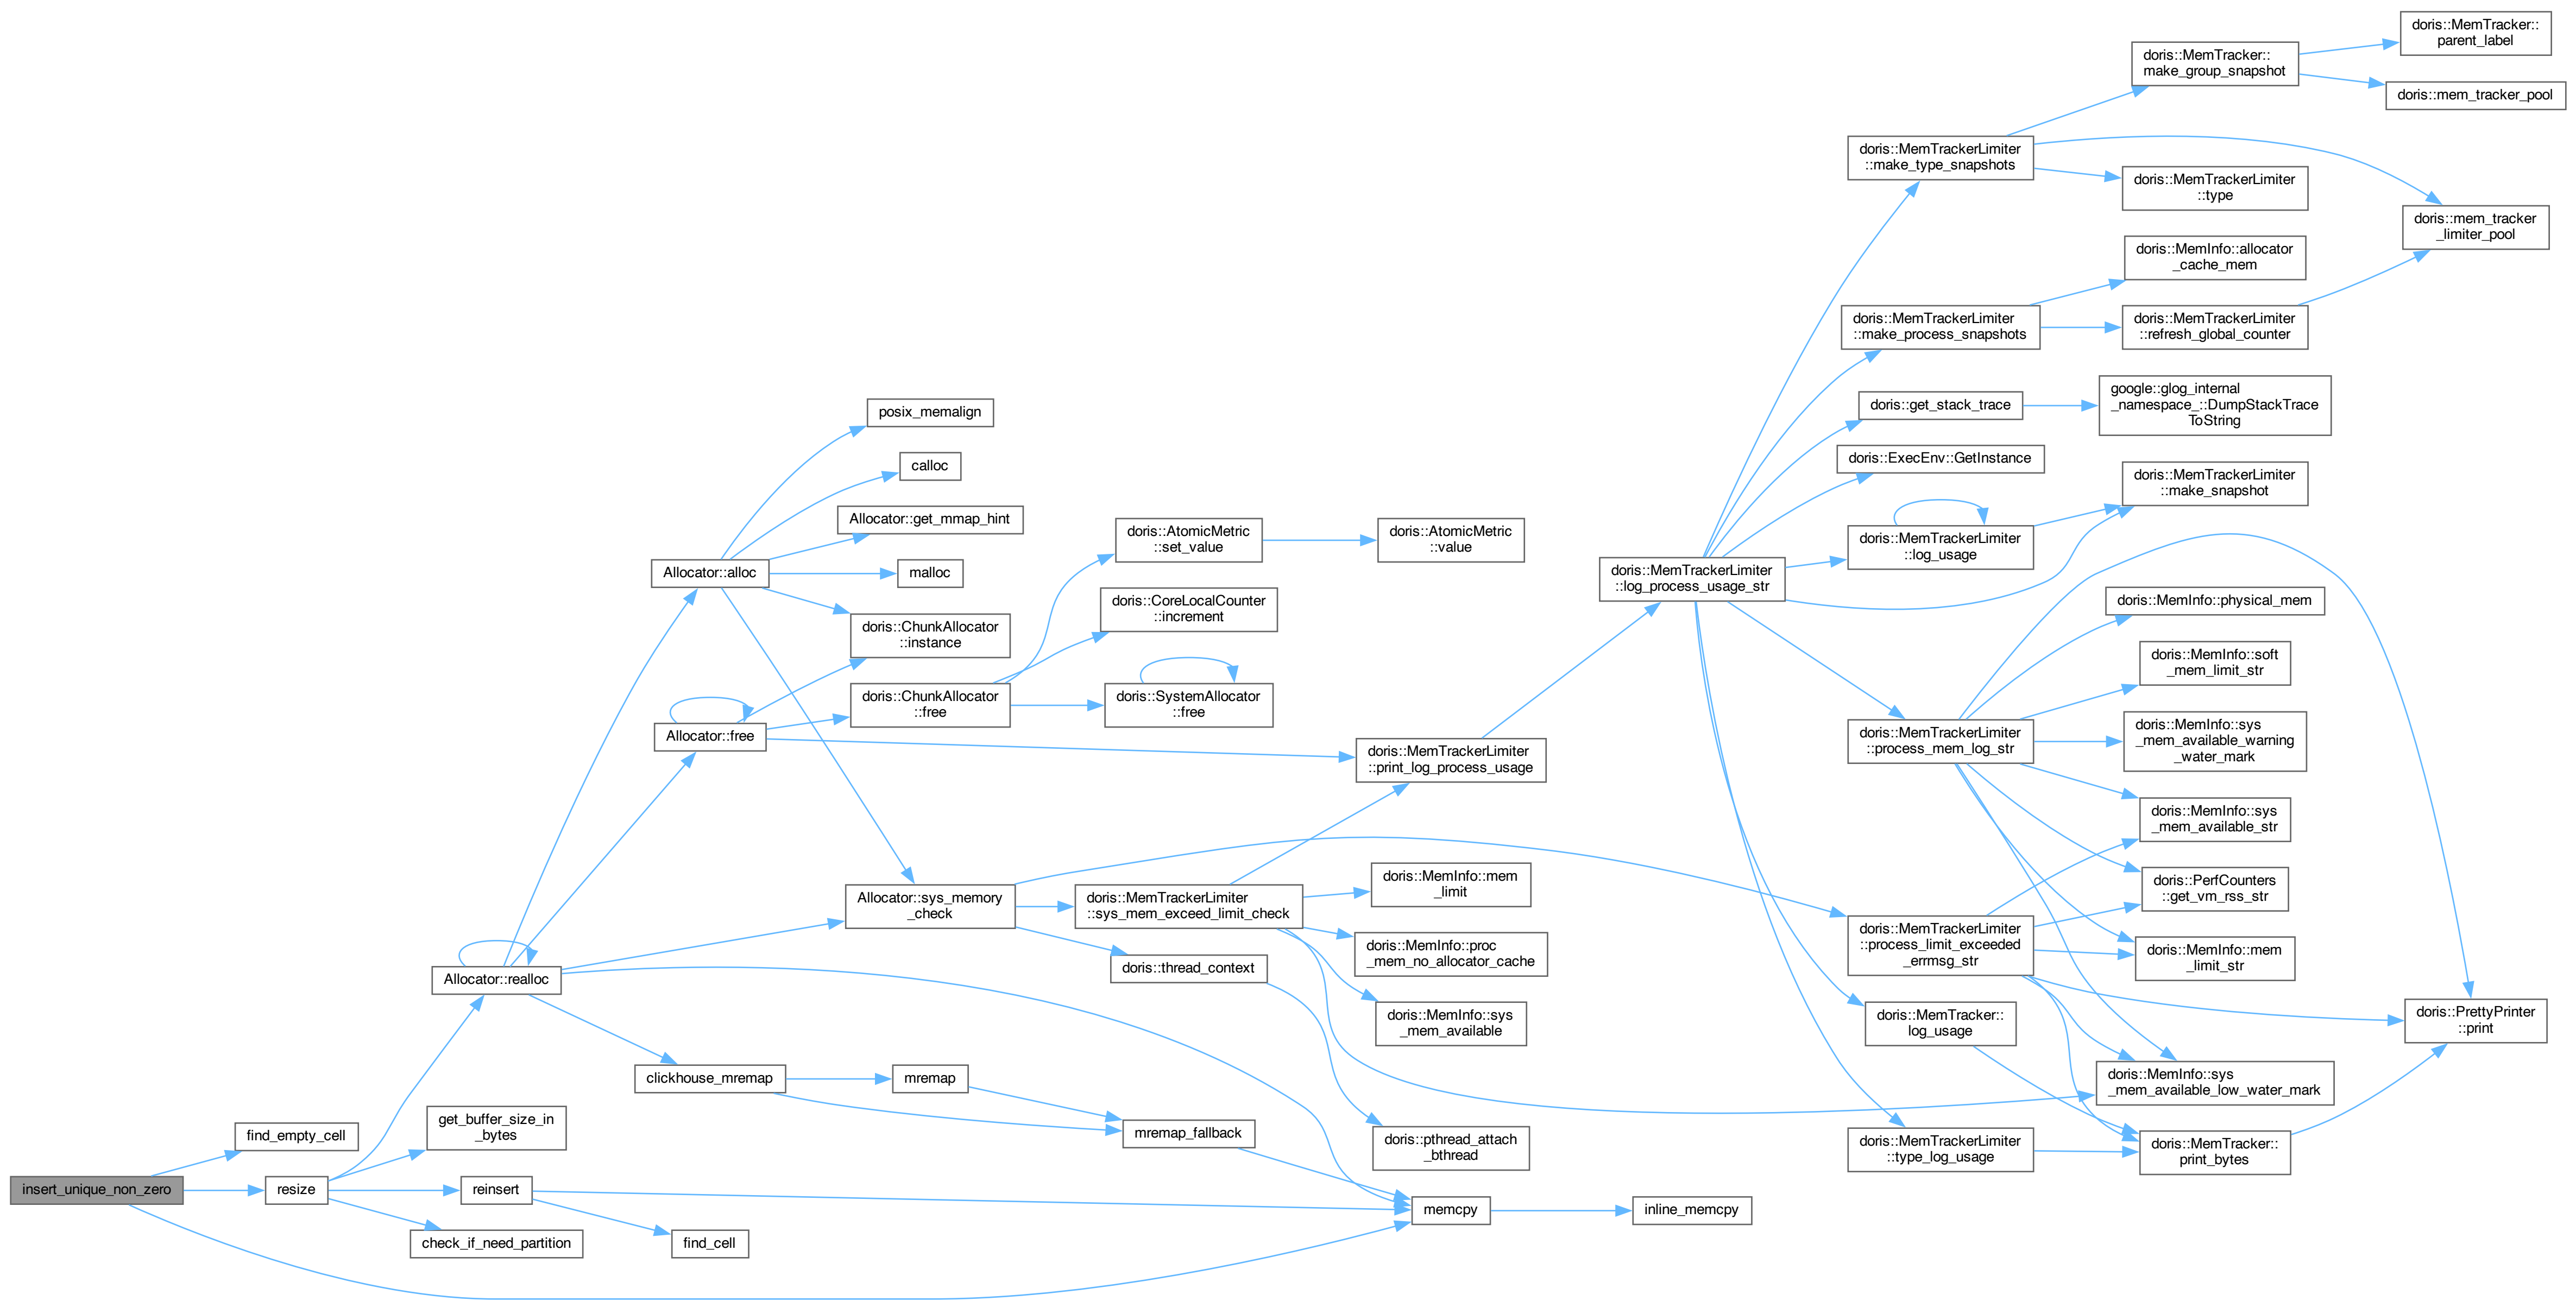 insert_unique_non_zero
find_empty_cell
resize
get_buffer_size_in
_bytes
reinsert
check_if_need_partition
Allocator::realloc
Allocator::alloc
Allocator::free
clickhouse_mremap
find_cell
posix_memalign
calloc
Allocator::get_mmap_hint
malloc
doris::ChunkAllocator
::instance
doris::ChunkAllocator
::free
Allocator::sys_memory
_check
mremap
doris::AtomicMetric
::set_value
doris::CoreLocalCounter
::increment
doris::SystemAllocator
::free
doris::MemTrackerLimiter
::sys_mem_exceed_limit_check
doris::thread_context
mremap_fallback
doris::AtomicMetric
::value
doris::MemTrackerLimiter
::print_log_process_usage
doris::MemInfo::mem
_limit
doris::MemInfo::proc
_mem_no_allocator_cache
doris::MemInfo::sys
_mem_available
doris::pthread_attach
_bthread
memcpy
doris::MemTrackerLimiter
::log_process_usage_str
inline_memcpy
doris::MemTrackerLimiter
::make_type_snapshots
doris::MemTrackerLimiter
::make_process_snapshots
doris::get_stack_trace
doris::ExecEnv::GetInstance
doris::MemTrackerLimiter
::log_usage
doris::MemTrackerLimiter
::process_mem_log_str
doris::MemTrackerLimiter
::process_limit_exceeded
_errmsg_str
doris::MemTracker::
log_usage
doris::MemTrackerLimiter
::type_log_usage
doris::MemTracker::
make_group_snapshot
doris::MemTrackerLimiter
::type
doris::MemInfo::allocator
_cache_mem
doris::MemTrackerLimiter
::refresh_global_counter
google::glog_internal
_namespace_::DumpStackTrace
ToString
doris::MemTrackerLimiter
::make_snapshot
doris::MemInfo::physical_mem
doris::MemInfo::soft
_mem_limit_str
doris::MemInfo::sys
_mem_available_warning
_water_mark
doris::MemInfo::sys
_mem_available_str
doris::PerfCounters
::get_vm_rss_str
doris::MemInfo::mem
_limit_str
doris::MemInfo::sys
_mem_available_low_water_mark
doris::MemTracker::
print_bytes
doris::MemTracker::
parent_label
doris::mem_tracker_pool
doris::mem_tracker
_limiter_pool
doris::PrettyPrinter
::print